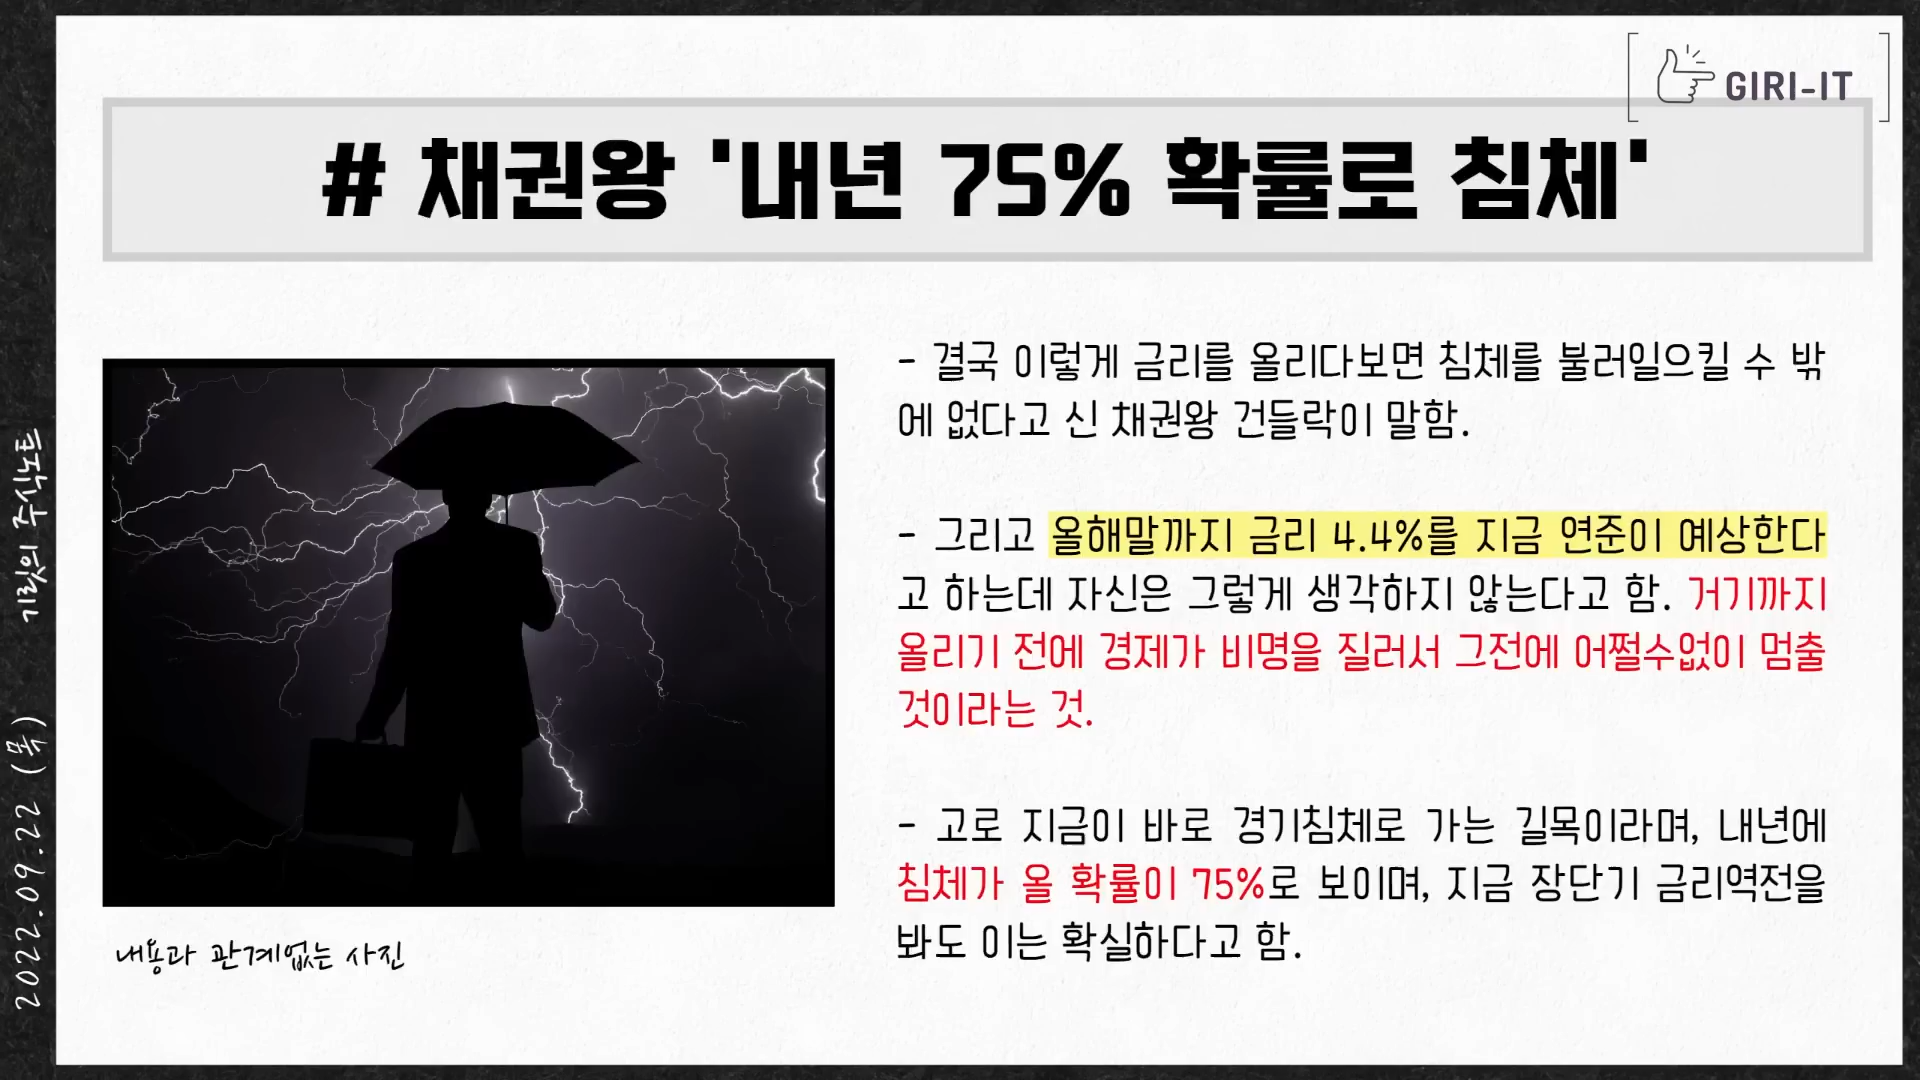 GIRI-IT
# 채권왕 '내년 75% 확률로 침체'
- 결국 이렇게 금리를 올리다보면 침체를 불러일으킬 수 밖
에 없다고 신 채권왕 건들락이 말함.
- 그리고 올해말까지 금리 4.4%를 지금 연준이 예상한다
고 하는데 자신은 그렇게 생각하지 않는다고 함. 거기까지
올리기 전에 경제가 비명을 질러서 그전에 어쩔수없이 멈출
것이라는 것.
- 고로 지금이 바로 경기침체로 가는 길목이라며, 내년에
침체가 올 확률이 75%로 보이며, 지금 장단기 금리역전을
봐도 이는 확실하다고 함.
내용과 관계없는 사진
2022.09.22 (목) 기릿의 주식노트